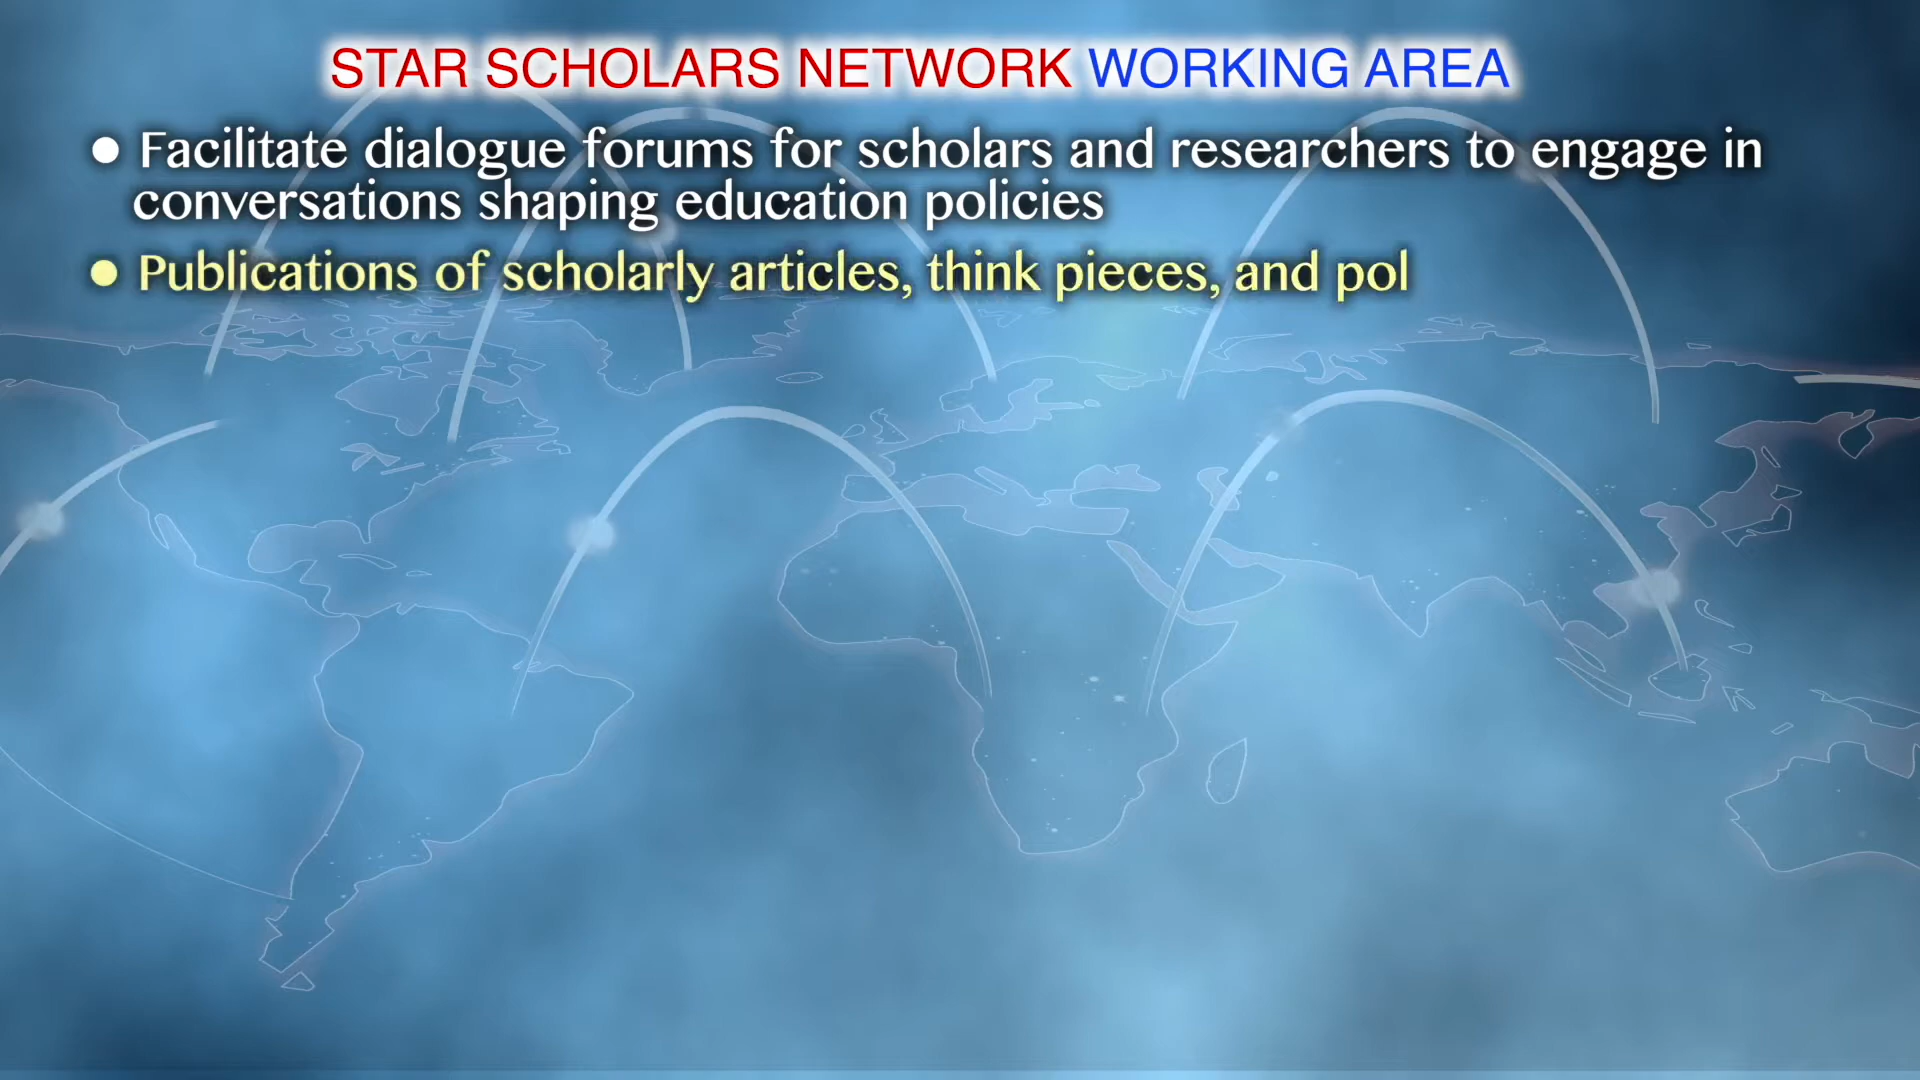 STAR SCHOLARS NETWORK WORKING AREA
● Facilitate dialogue forums for scholars and researchers to engage in
conversations shaping education policies
● Publications of scholarly articles, think pieces, and pol